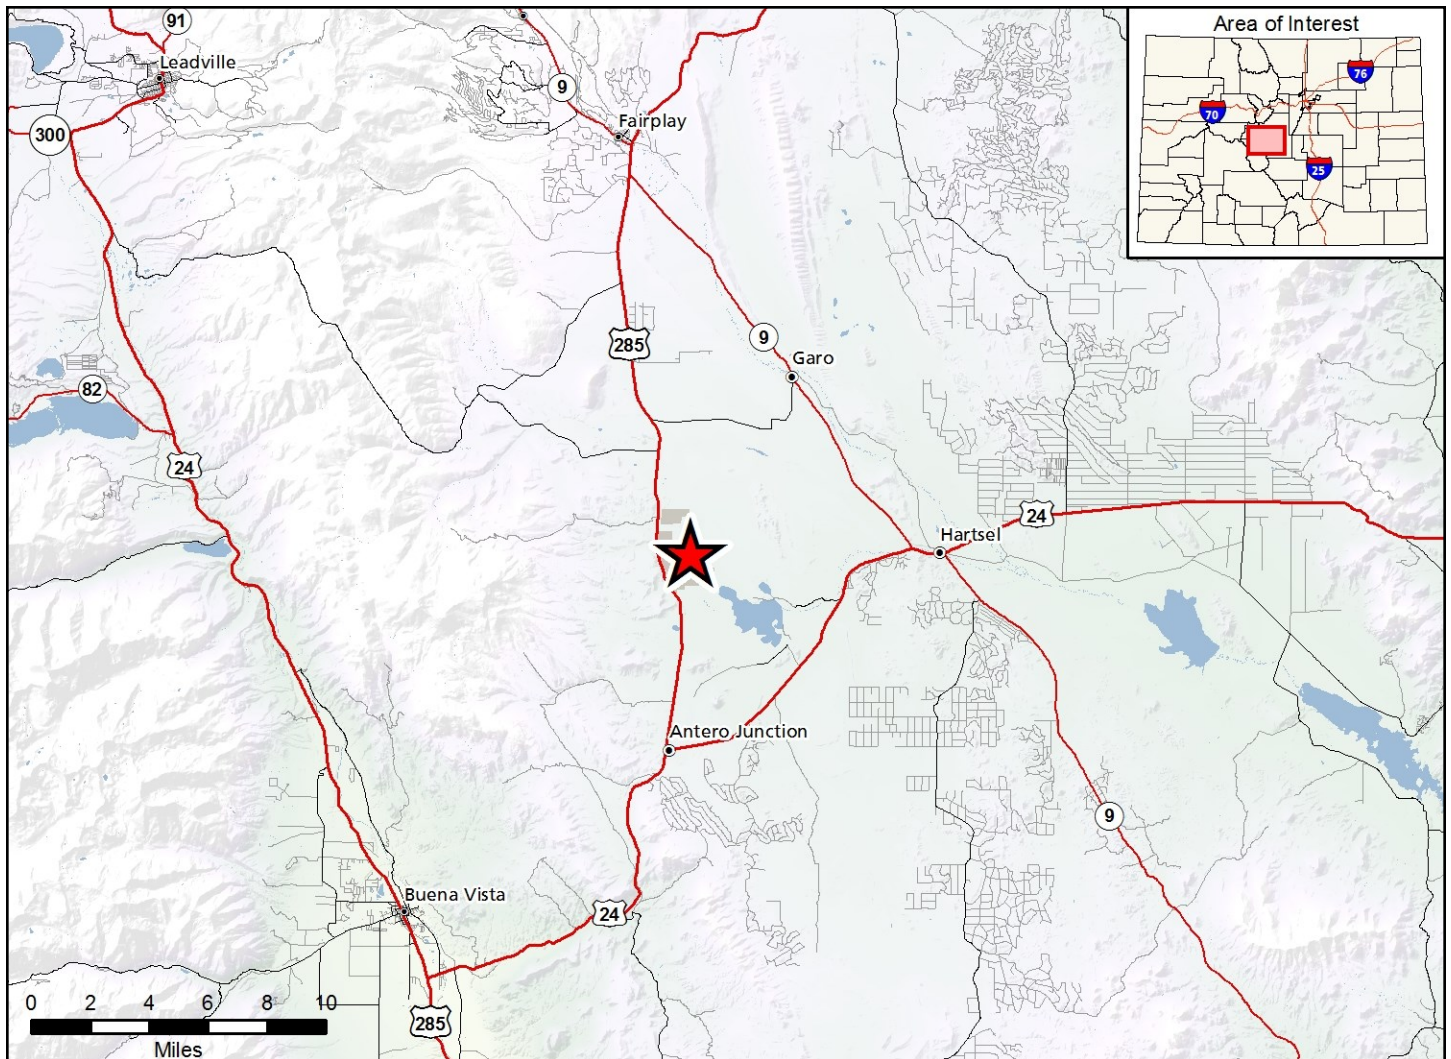 91
Area of Interest
Leadville
76
9
70
300
Fairplay
25
285
9
Garo
82
24
24
Hartsel
Antero Junction
9
Buena Vista
24
0 2 4 6 8 10
285
Miles